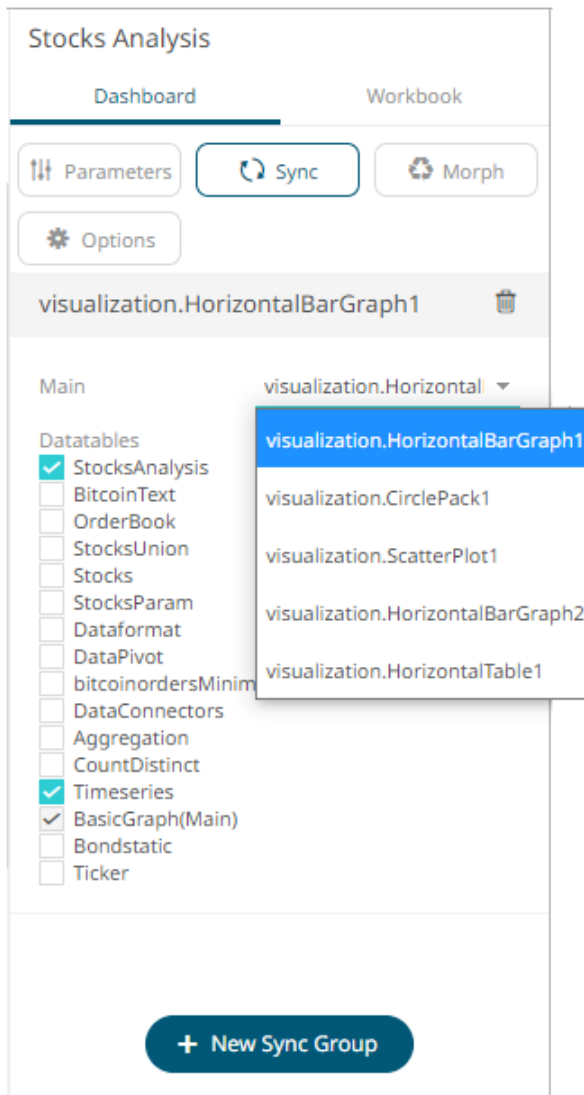 Stocks Analysis
Dashboard Workbook
Parameters Sync Morph
Options
visualization.HorizontalBarGraph1
Main visualization.Horizontal
Datatables
visualization.HorizontalBarGraph1
visualization.CirclePack1
visualization.ScatterPlot1
visualization.HorizontalBarGraph2
visualization.HorizontalTable1
StocksAnalysis
BitcoinText
OrderBook
StocksUnion
Stocks
StocksParam
Dataformat
DataPivot
bitcoinordersMinim
DataConnectors
Aggregation
CountDistinct
Timeseries
BasicGraph(Main)
Bondstatic
Ticker
+ New Sync Group